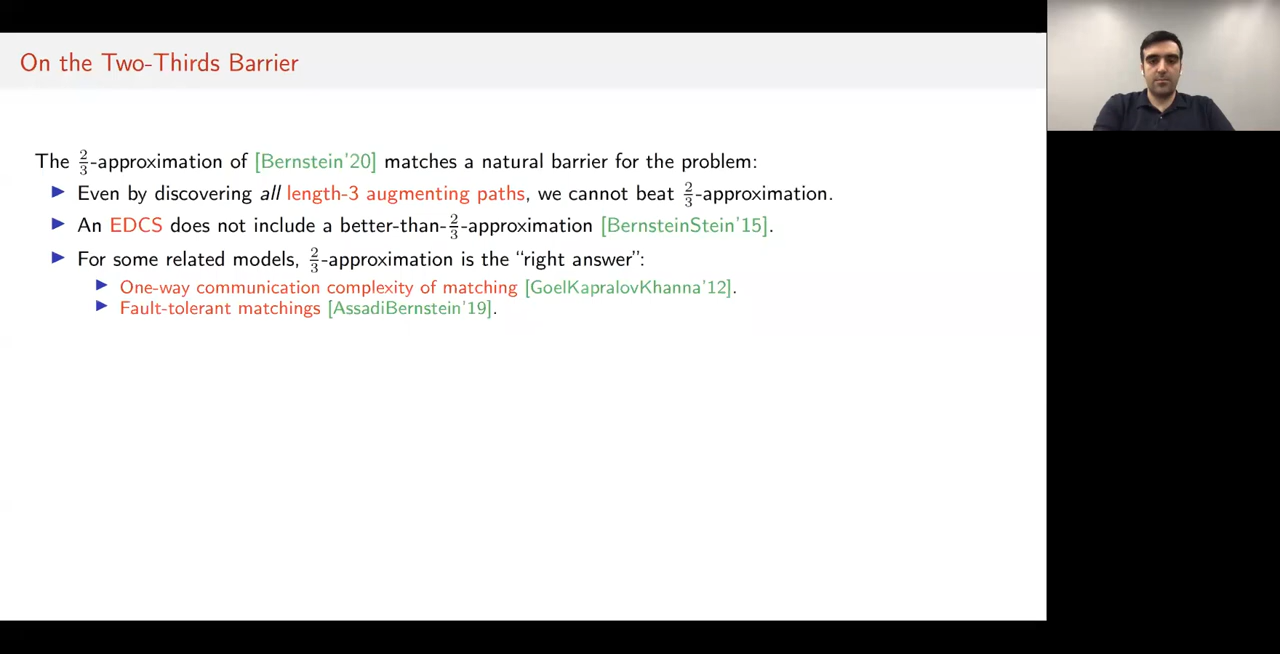 On the Two-Thirds Barrier
The 2/3-approximation of [Bernstein'20] matches a natural barrier for the problem:
▶ Even by discovering all length-3 augmenting paths, we cannot beat 2/3-approximation.
▶ An EDCS does not include a better-than-2/3-approximation [BernsteinStein'15].
▶ For some related models, 2/3-approximation is the “right answer”:
▶ One-way communication complexity of matching [GoelKapralovKhanna'12].
▶ Fault-tolerant matchings [AssadiBernstein'19].